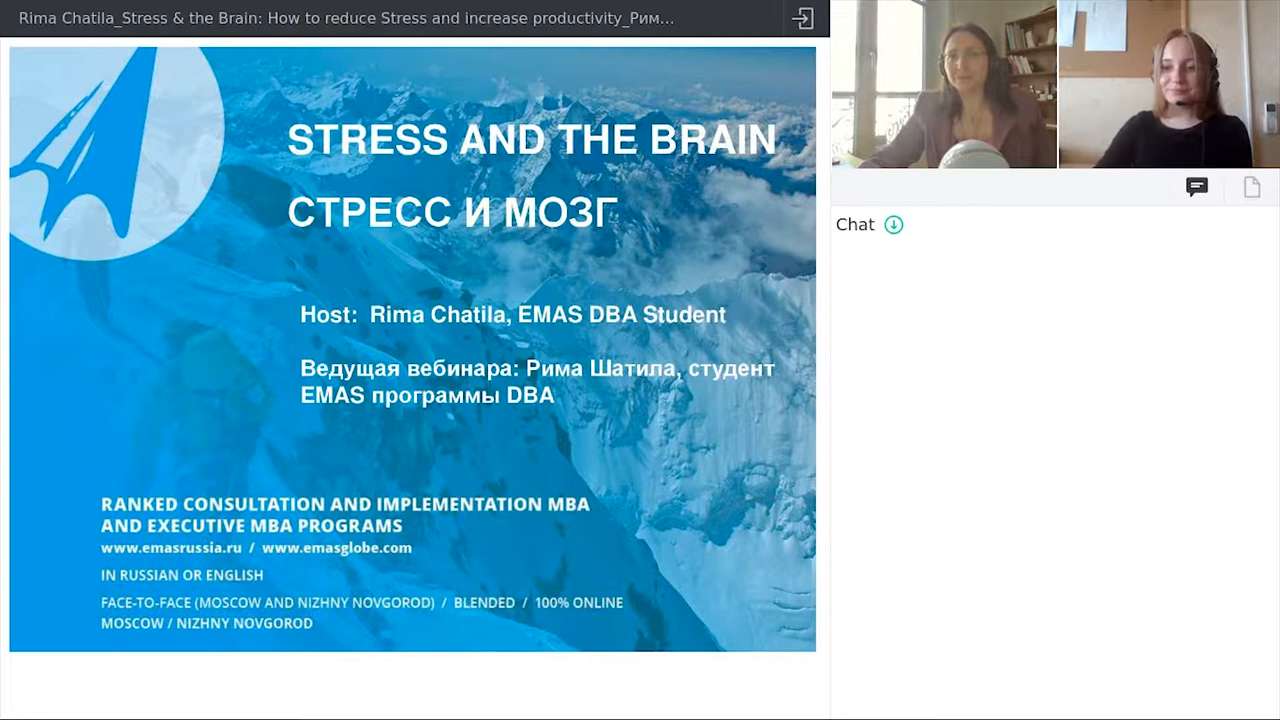 Rima Chatila_Stress & the Brain: How to reduce Stress and increase productivity_Рим...
STRESS AND THE BRAIN
СТРЕСС И МОЗГ
Host: Rima Chatila, EMAS DBA Student
Ведущая вебинара: Рима Шатила, студент
EMAS программы DBA
RANKED CONSULTATION AND IMPLEMENTATION MBA
AND EXECUTIVE MBA PROGRAMS
www.emasrussia.ru / www.emasglobe.com
IN RUSSIAN OR ENGLISH
FACE-TO-FACE (MOSCOW AND NIZHNY NOVGOROD) / BLENDED / 100% ONLINE
MOSCOW / NIZHNY NOVGOROD
Chat